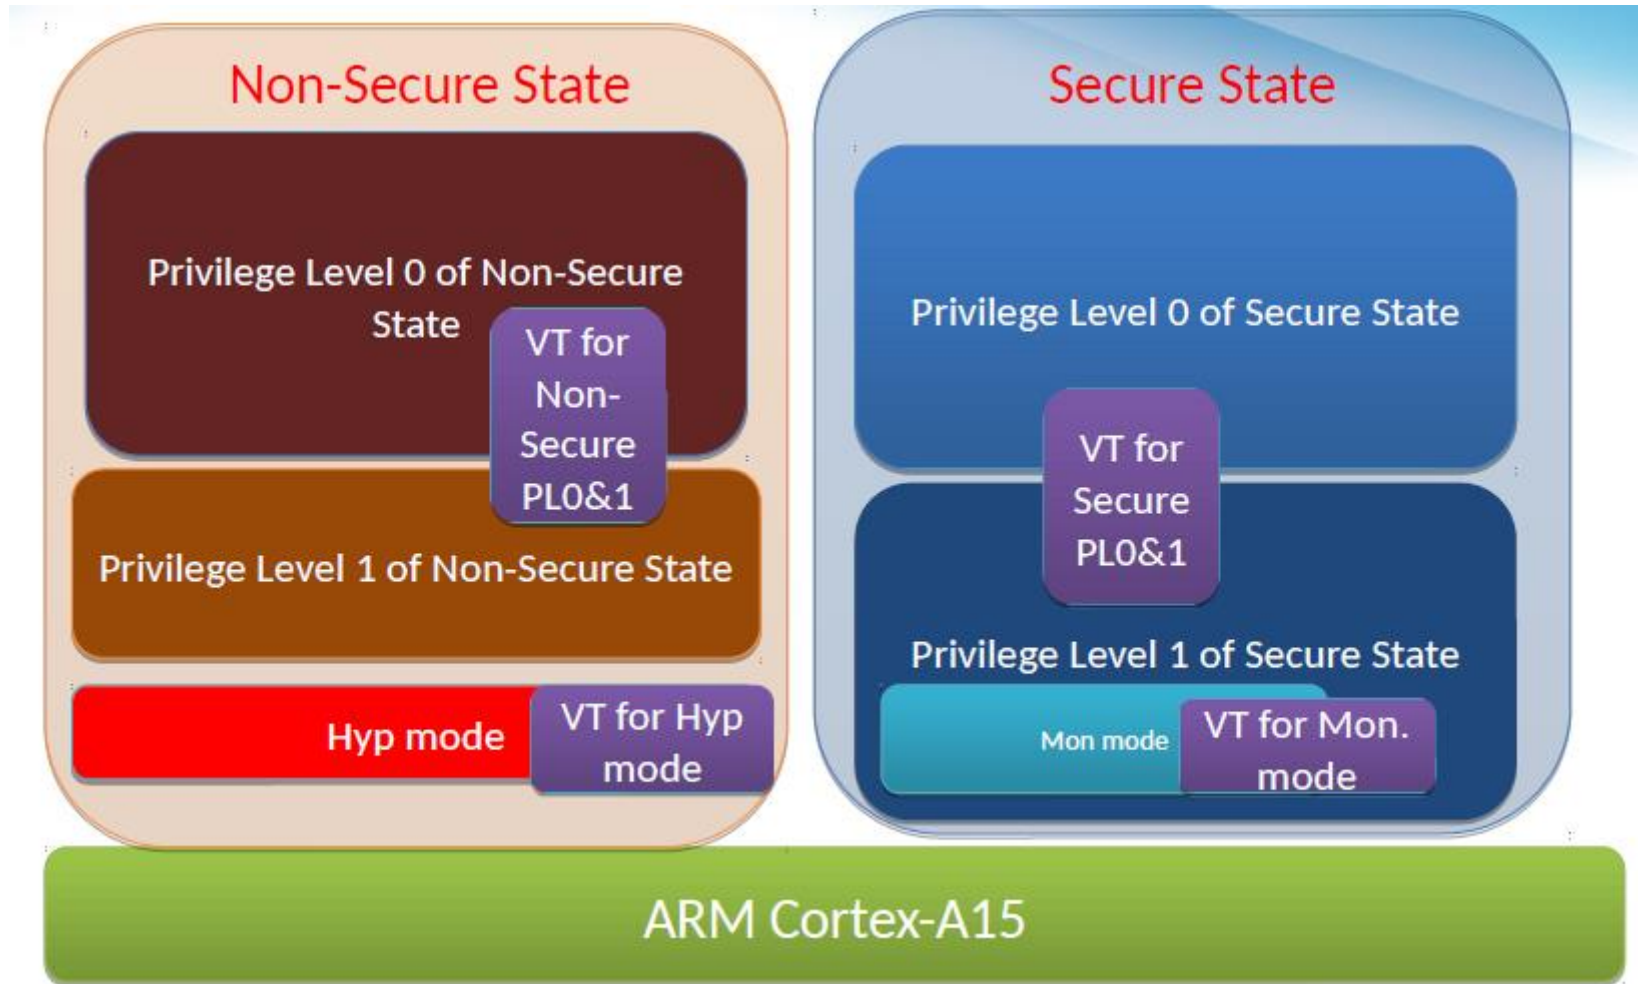 Non-Secure State
Privilege Level 0 of Non-Secure
State
VT for
Non-
Secure
PL0&1
Privilege Level 1 of Non-Secure State
Hyp mode
VT for Hyp
mode
Secure State
Privilege Level 0 of Secure State
VT for
Secure
PL0&1
Privilege Level 1 of Secure State
Mon mode
VT for Mon.
mode
ARM Cortex-A15